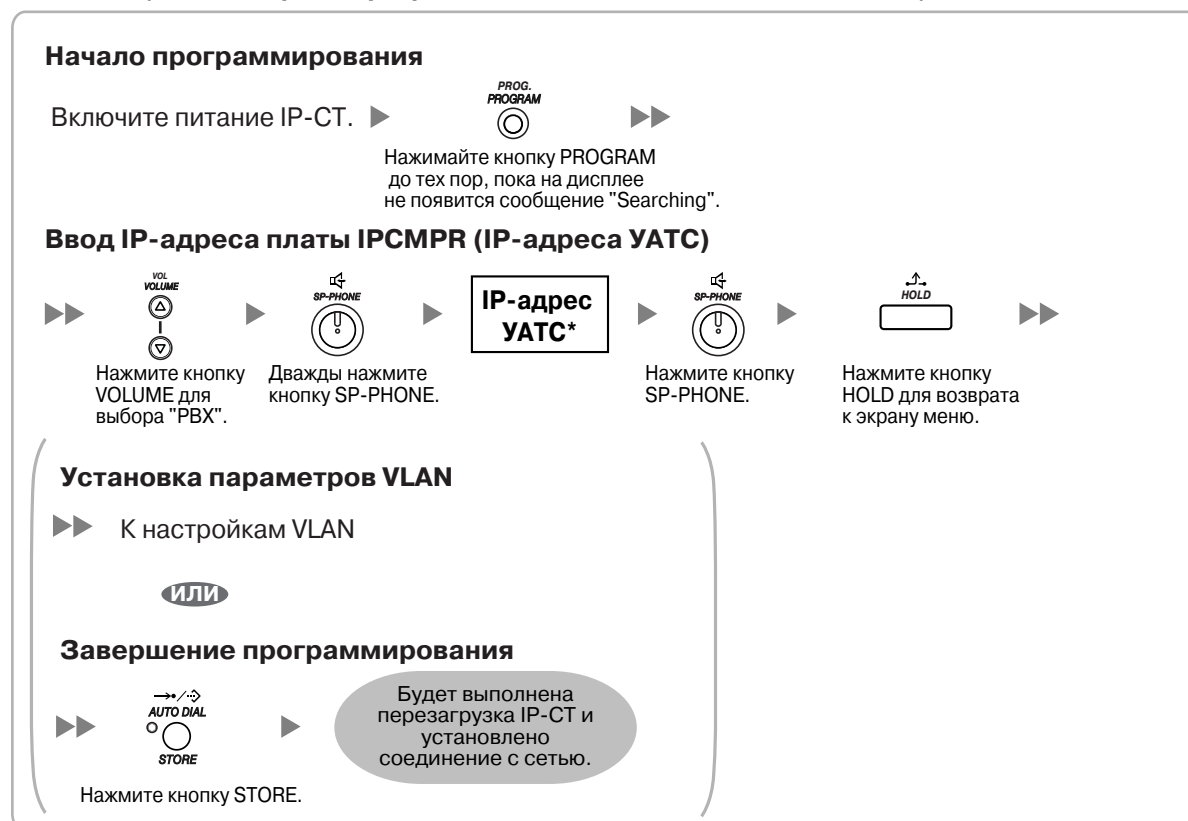 Начало программирования
Включите питание IP-CT.
PROG.
PROGRAM
Нажимайте кнопку PROGRAM
до тех пор, пока на дисплее
не появится сообщение "Searching".
Ввод IP-адреса платы IPCMPR (IP-адреса УАТС)
VOL
VOLUME
Нажмите кнопку
VOLUME для
выбора "PBX".
SP-PHONE
Дважды нажмите
кнопку SP-PHONE.
IP-адрес
УАТС*
SP-PHONE
Нажмите кнопку
SP-PHONE.
HOLD
Нажмите кнопку
HOLD для возврата
к экрану меню.
Установка параметров VLAN
К настройкам VLAN
ИЛИ
Завершение программирования
AUTO DIAL
STORE
Нажмите кнопку STORE.
Будет выполнена
перезагрузка IP-CT и
установлено
соединение с сетью.